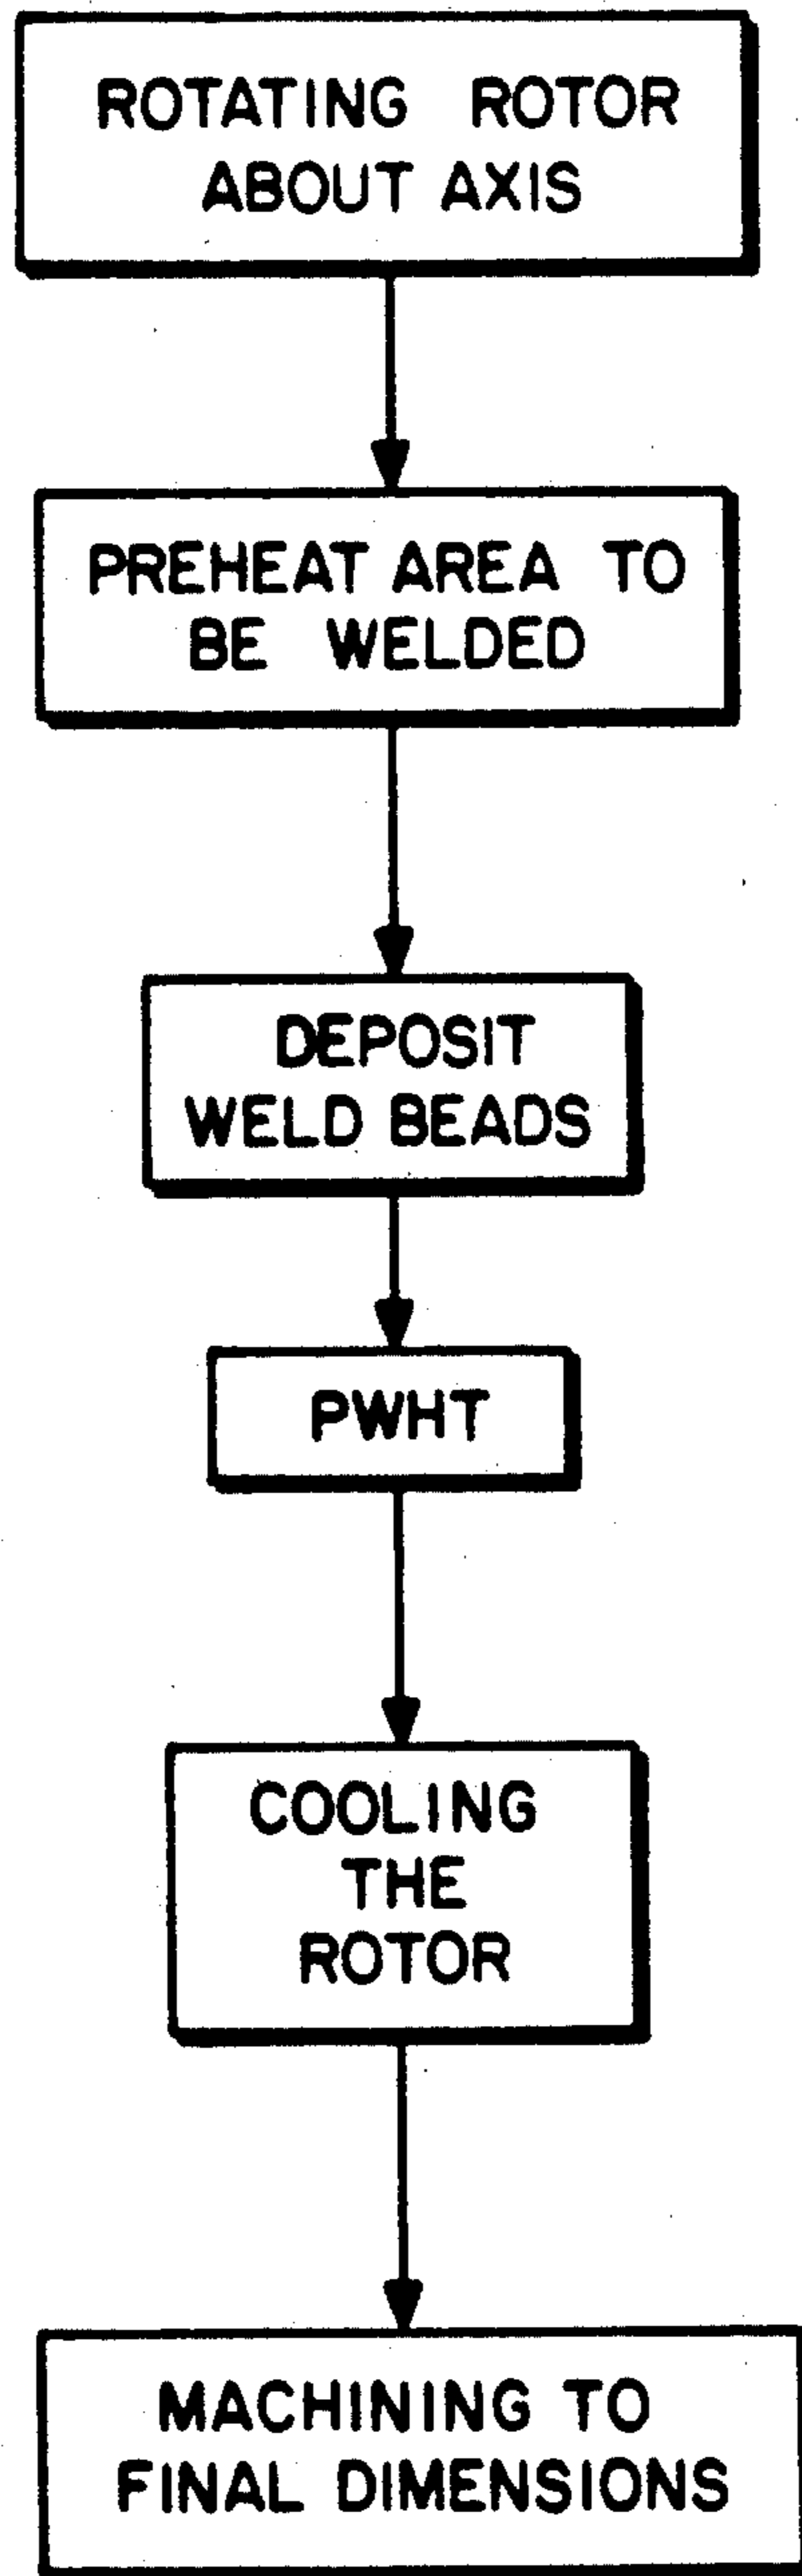 ROTATING ROTOR
ABOUT AXIS
PREHEAT AREA TO
BE WELDED
DEPOSIT
WELD BEADS
PWHT
COOLING
THE
ROTOR
MACHINING TO
FINAL DIMENSIONS